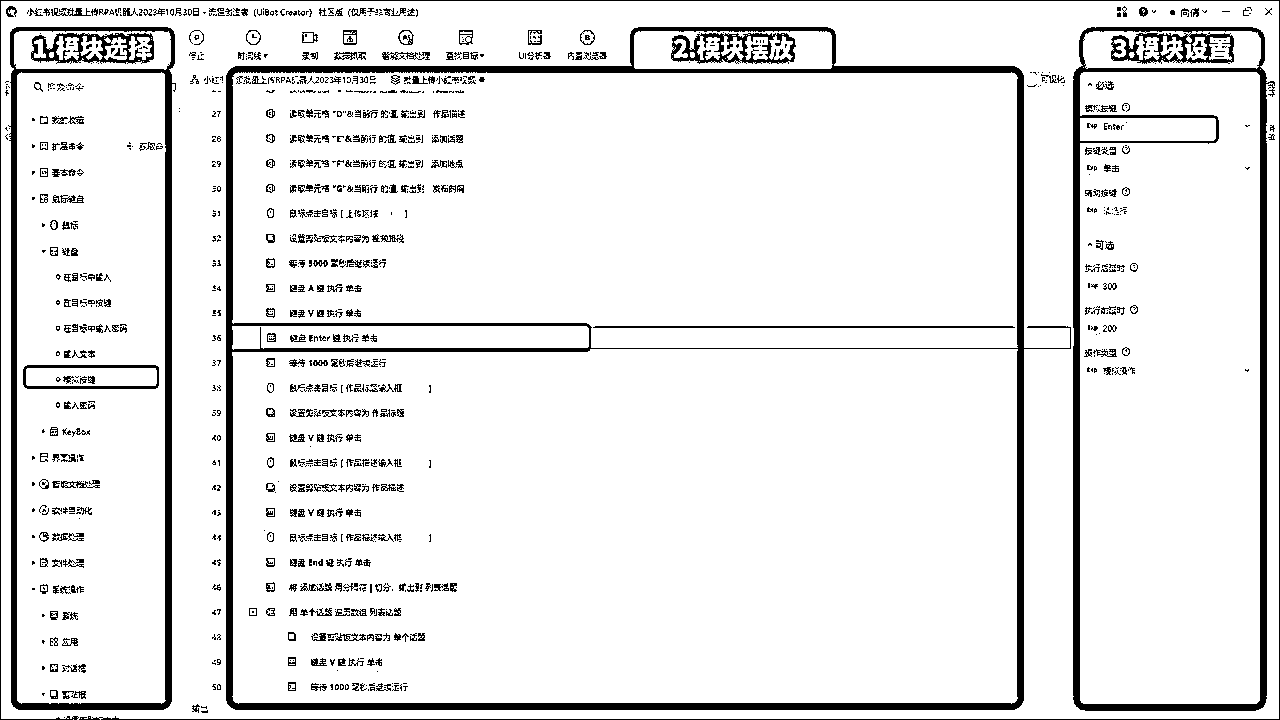 小红书视频批量上传RPA机器人2023年10月30日 - 流程创造者 (UiBot Creator) 社区版 (仅用于非商业用途)
尚倩
1.模块选择
2.模块摆放
3.模块设置
停止
时间线
录制
数据抓取
智能文档处理
查找目标
UI分析器
内置浏览器
搜索命令
我的收藏
扩展命令
基本命令
鼠标键盘
鼠标
键盘
在目标中输入
在目标中按键
在目标中输入密码
输入文本
模拟按键
输入密码
KeyBox
界面操作
智能文档处理
软件自动化
数据处理
文件处理
系统操作
系统
应用
对话框
剪贴板
小红书
频批量上传RPA机器人2023年10月30日
批量上传小红书视频
可视化
27 读取单元格 "D"&当前行 的值, 输出到 作品描述
28 读取单元格 "E"&当前行 的值, 输出到 添加话题
29 读取单元格 "F"&当前行 的值, 输出到 添加地点
30 读取单元格 "G"&当前行 的值, 输出到 发布时间
31 鼠标点击目标 [ 上传区按 ]
32 设置剪贴板文本内容为 视频路径
33 等待 3000 毫秒后继续运行
34 键盘 A 键 执行 单击
35 键盘 V 键 执行 单击
36 键盘 Enter 键 执行 单击
37 等待 1000 毫秒后继续运行
38 鼠标点击目标 [ 作品标题输入框 ]
39 设置剪贴板文本内容为 作品标题
40 键盘 V 键 执行 单击
41 鼠标点击目标 [ 作品描述输入框 ]
42 设置剪贴板文本内容为 作品描述
43 键盘 V 键 执行 单击
44 鼠标点击目标 [ 作品描述输入框 ]
45 键盘 End 键 执行 单击
46 将 添加话题 用分隔符 | 切分，输出到 列表话题
47 用 单个话题 遍历数组 列表话题
48 设置剪贴板文本内容为 单个话题
49 键盘 V 键 执行 单击
50 等待 1000 毫秒后继续运行
输出
必选
模拟按键
Exp Enter
按键类型
Exp 单击
辅助按键
Exp 请选择
可选
执行后延时
Exp 300
执行前延时
Exp 200
操作类型
Exp 模拟操作